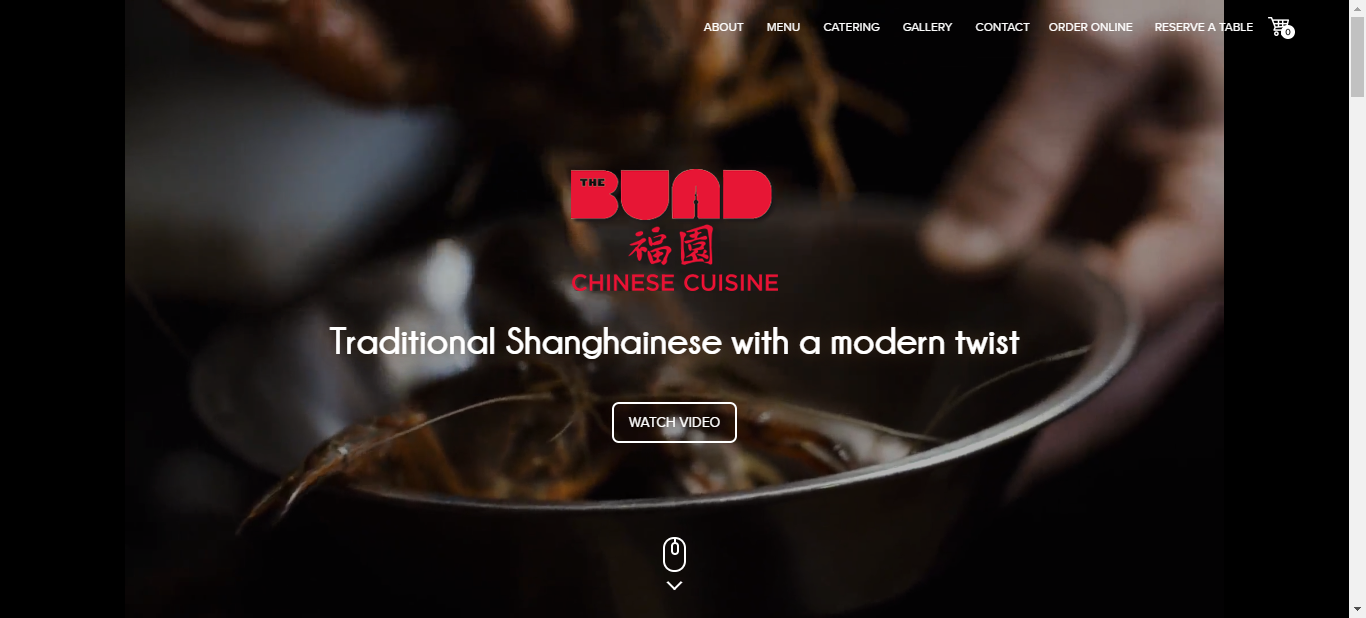 ABOUT MENU CATERING GALLERY CONTACT ORDER ONLINE RESERVE A TABLE 0
THE BUND
福園
CHINESE CUISINE
Traditional Shanghainese with a modern twist
WATCH VIDEO